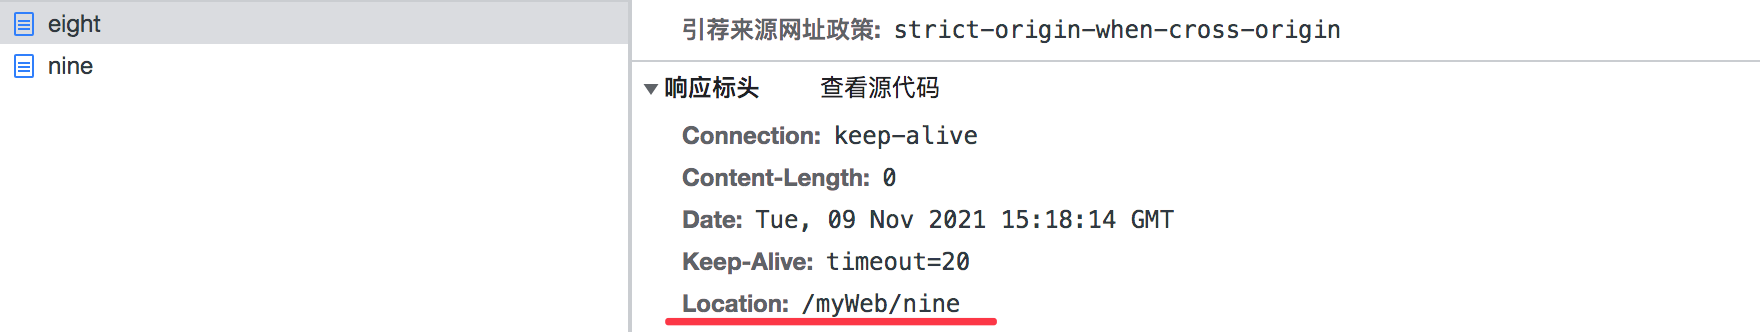 eight
nine
引荐来源网址政策: strict-origin-when-cross-origin
响应标头 查看源代码
Connection: keep-alive
Content-Length: 0
Date: Tue, 09 Nov 2021 15:18:14 GMT
Keep-Alive: timeout=20
Location: /myWeb/nine